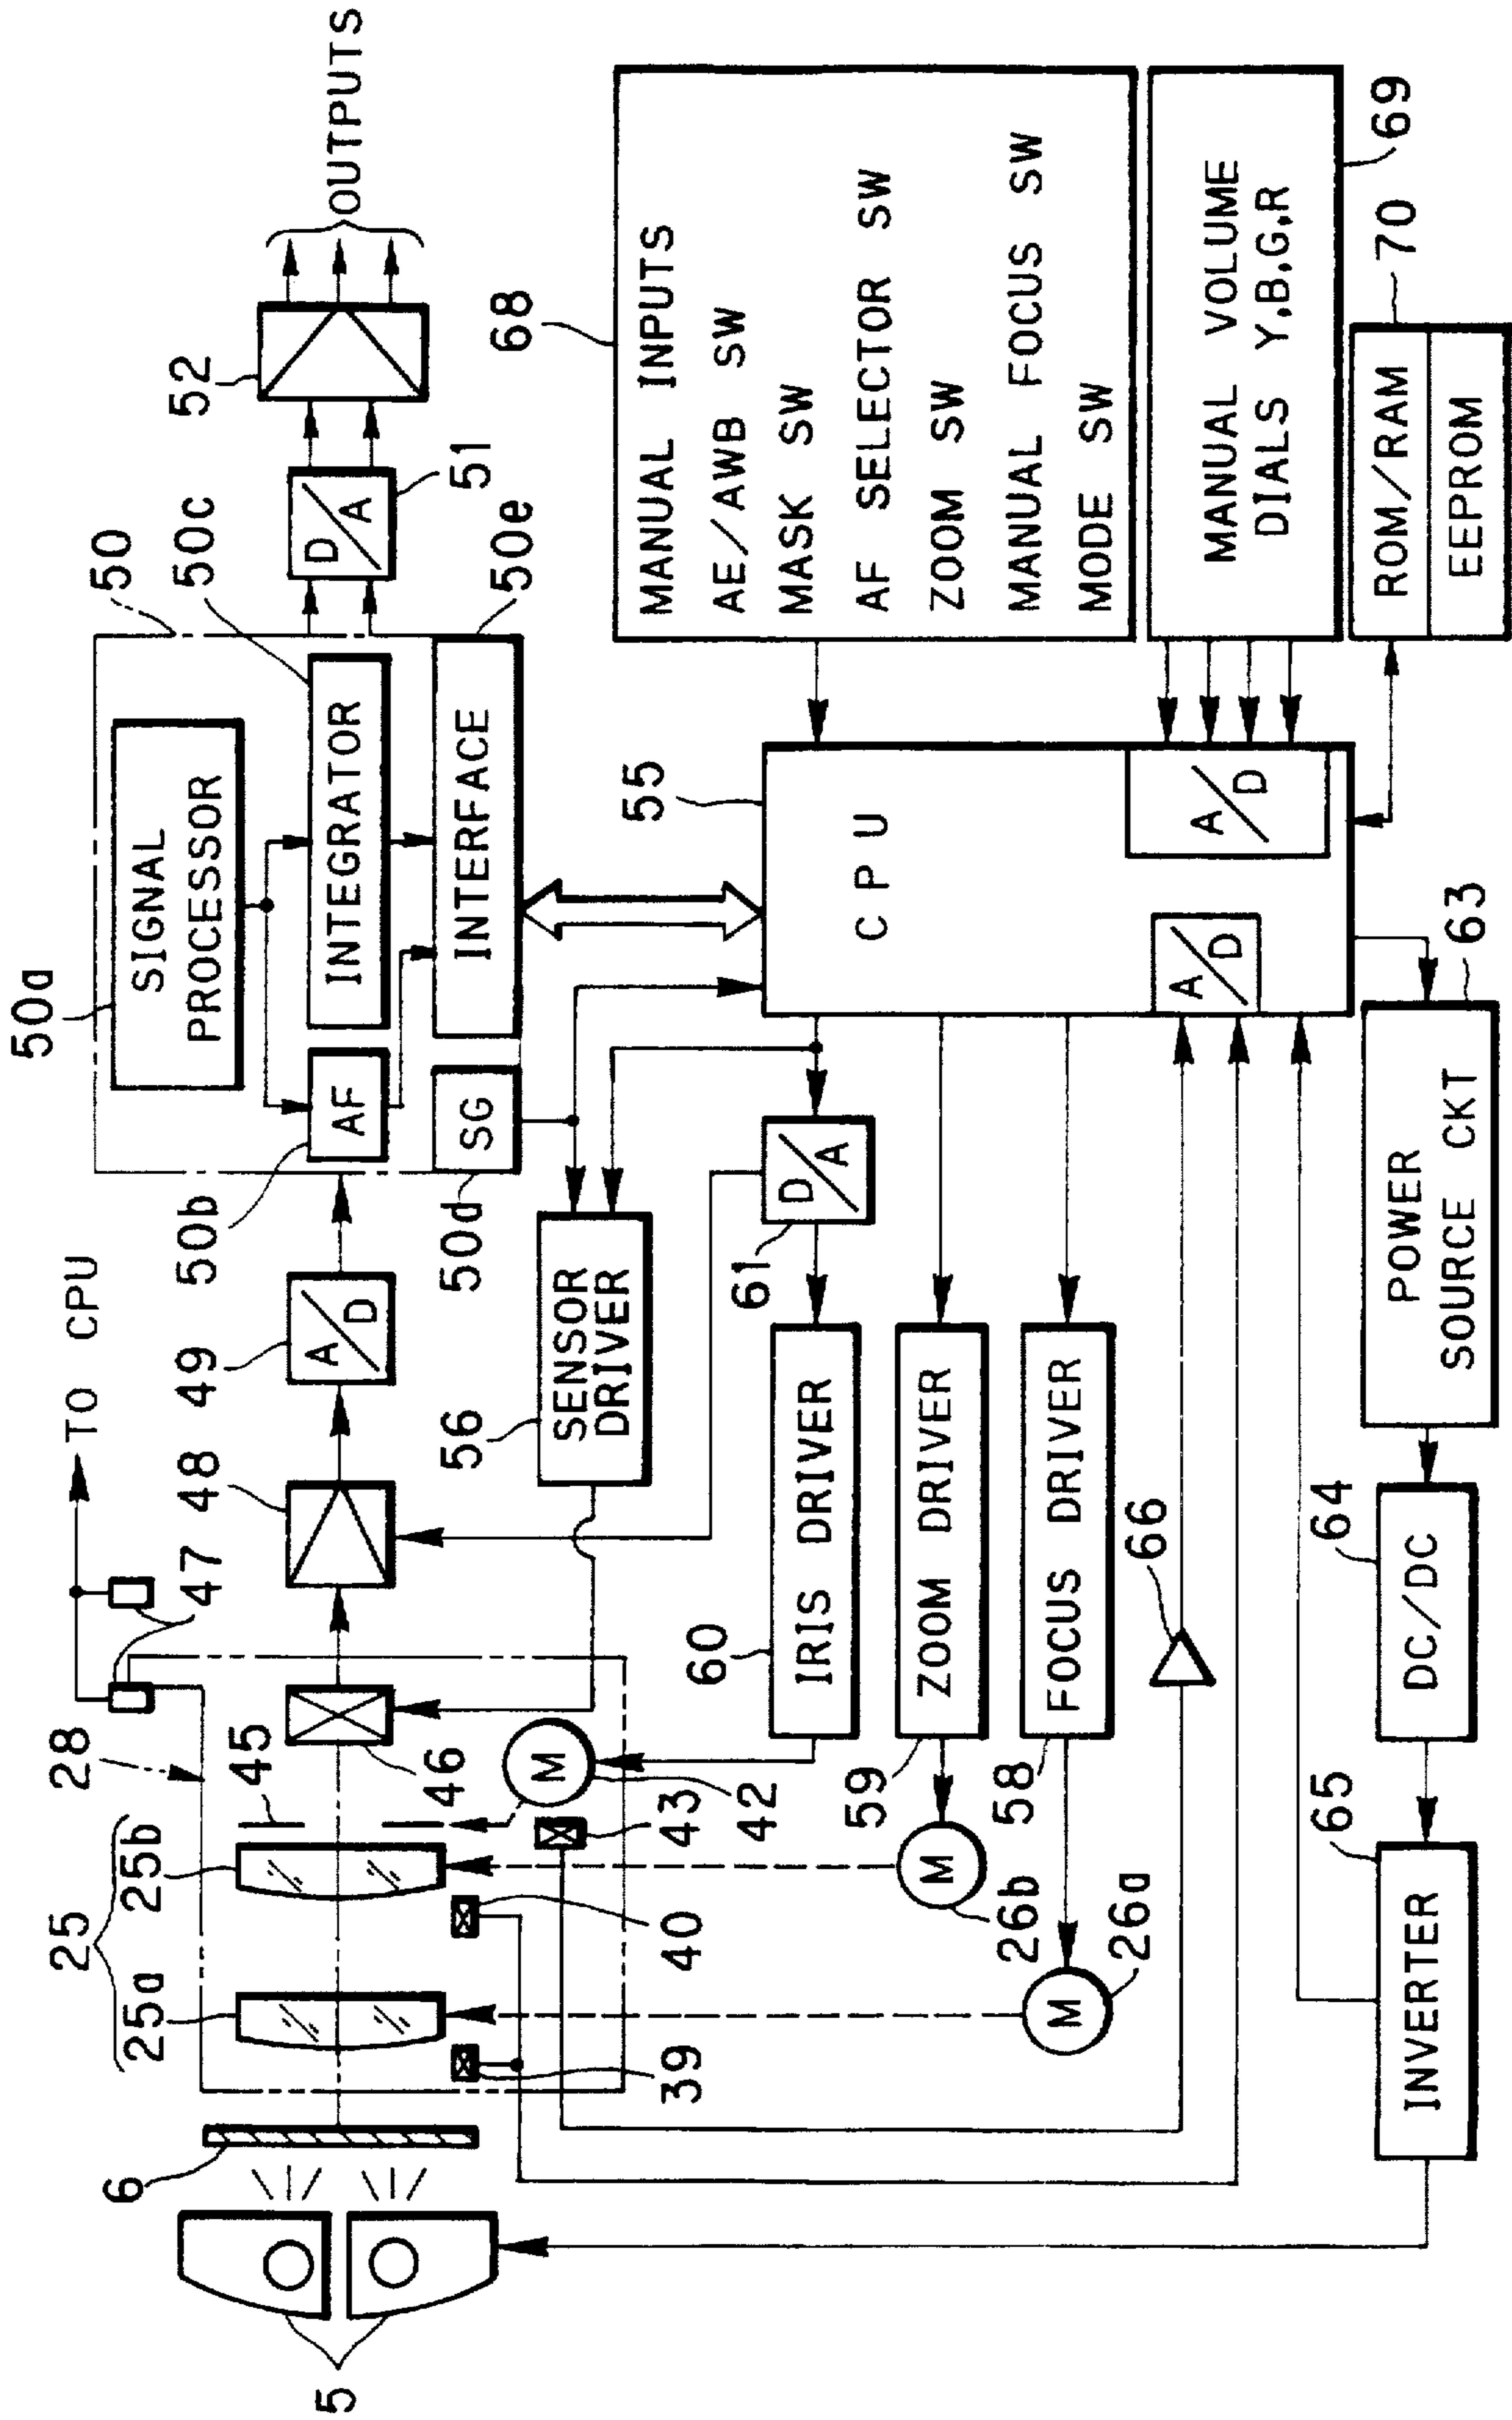 50a
SIGNAL
PROCESSOR
50
50c
INTEGRATOR
50b
AF
50e
INTERFACE
50d
SG
D/A
51
52
OUTPUTS
TO CPU
47
48
49
A/D
28
45
46
25
25a
25b
6
5
39
40
43
42
M
56
SENSOR
DRIVER
61
D/A
60
IRIS DRIVER
59
ZOOM DRIVER
58
FOCUS DRIVER
M
26b
M
26a
66
55
CPU
A/D
A/D
68
MANUAL INPUTS
AE/AWB SW
MASK SW
AF SELECTOR SW
ZOOM SW
MANUAL FOCUS SW
MODE SW
69
MANUAL VOLUME
DIALS Y,B,G,R
70
ROM/RAM
EEPROM
63
POWER
SOURCE CKT
64
DC/DC
65
INVERTER